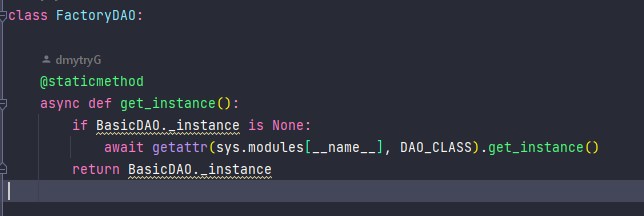 class FactoryDAO:
dmytryG
@staticmethod
async def get_instance():
if BasicDAO._instance is None:
await getattr(sys.modules[__name__], DAO_CLASS).get_instance()
return BasicDAO._instance